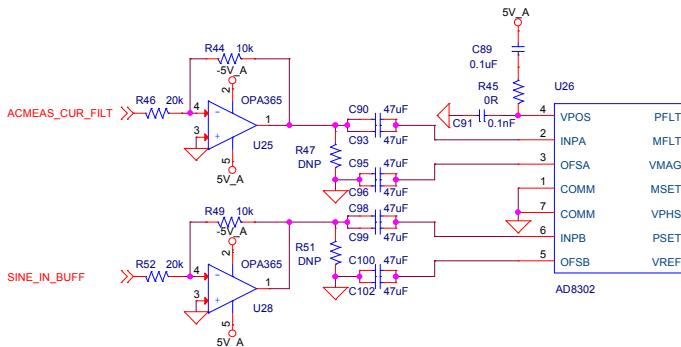 5V_A
C89
0.1uF
R44 10k
-5V_A
R45
0R
U26
2
OPA365
R46 20k
ACMEAS_CUR_FILT
4
3
1
U25
5
5V_A
C90 47uF
C93
C91 0.1nF
4 VPOS PFLT
2 INPA MFLT
R47
DNP
C95 47uF
C96 47uF
3 OFSA VMAG
1 COMM MSET
7 COMM VPHS
6 INPB PSET
5 OFSB VREF
AD8302
R49 10k
-5V_A
2
OPA365
C98 47uF
C99
R51
DNP
C100 47uF
C102 47uF
R52 20k
SINE_IN_BUFF
4
3
1
U28
5
5V_A